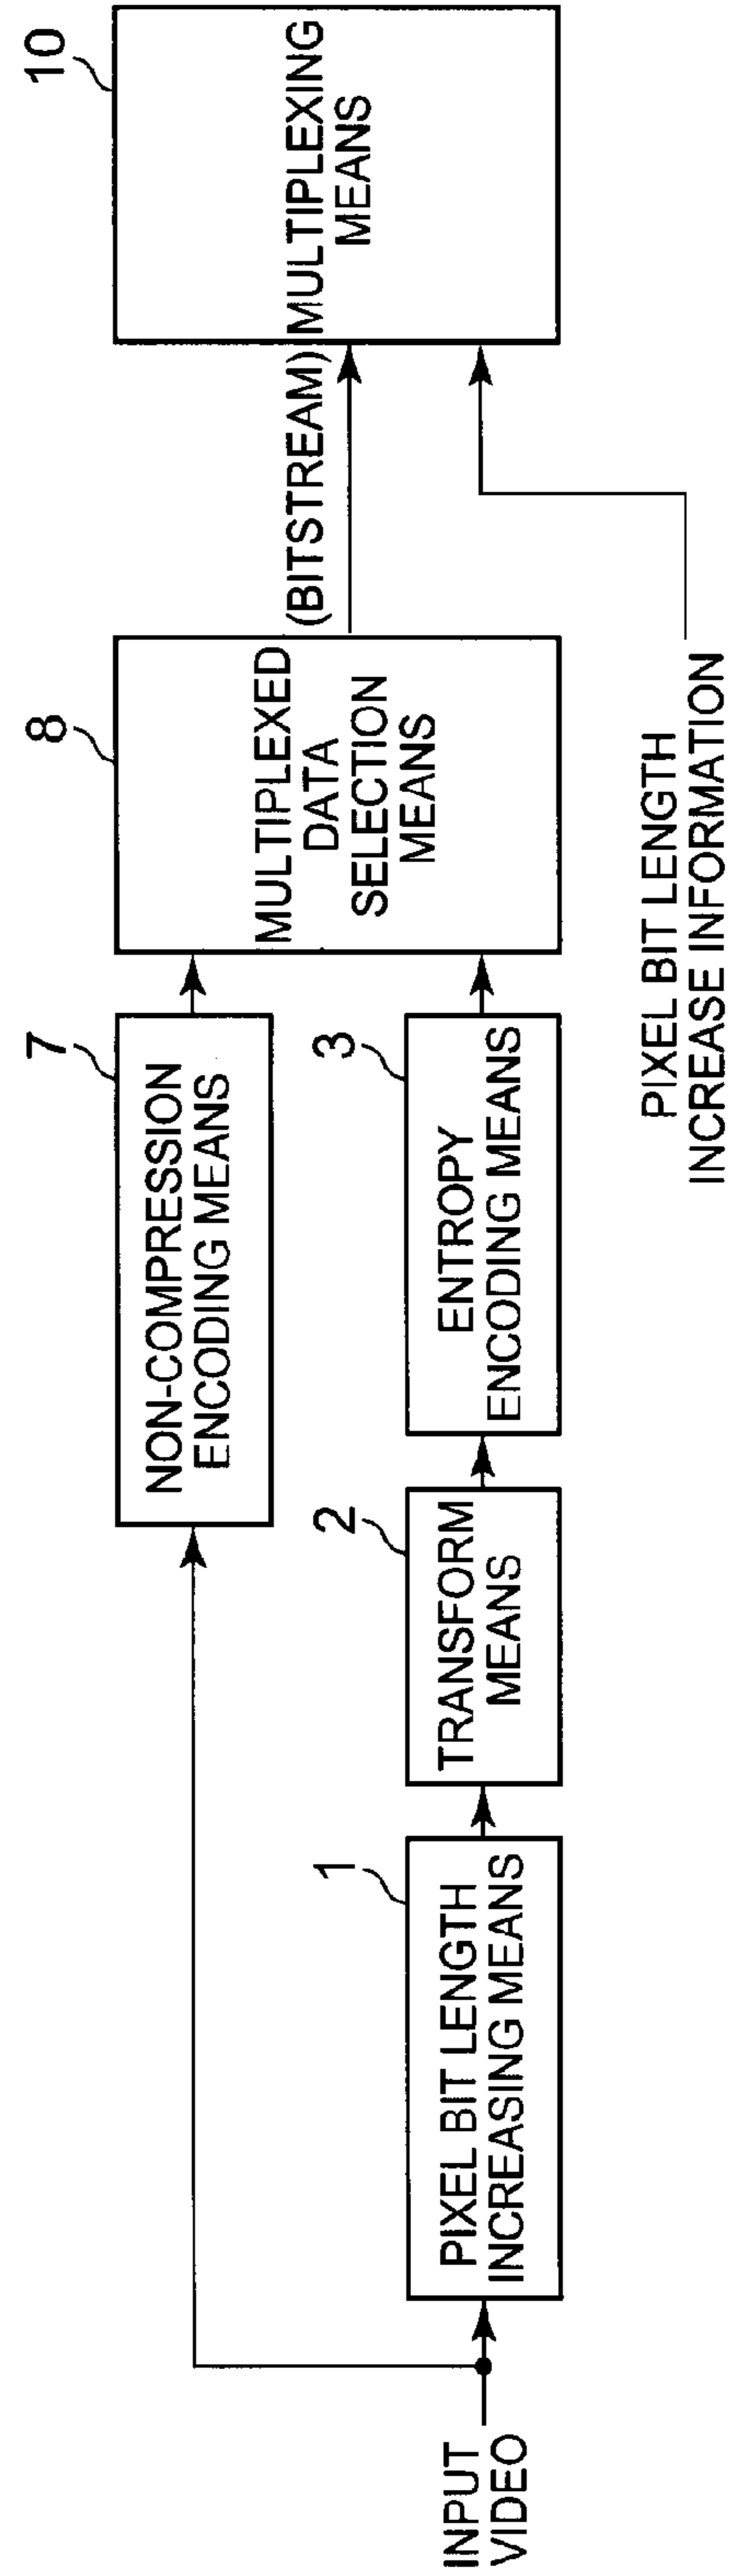 INPUT
VIDEO
1
PIXEL BIT LENGTH
INCREASING MEANS
2
TRANSFORM
MEANS
3
ENTROPY
ENCODING MEANS
7
NON-COMPRESSION
ENCODING MEANS
8
MULTIPLEXED
DATA
SELECTION
MEANS
(BITSTREAM)
PIXEL BIT LENGTH
INCREASE INFORMATION
10
MULTIPLEXING
MEANS